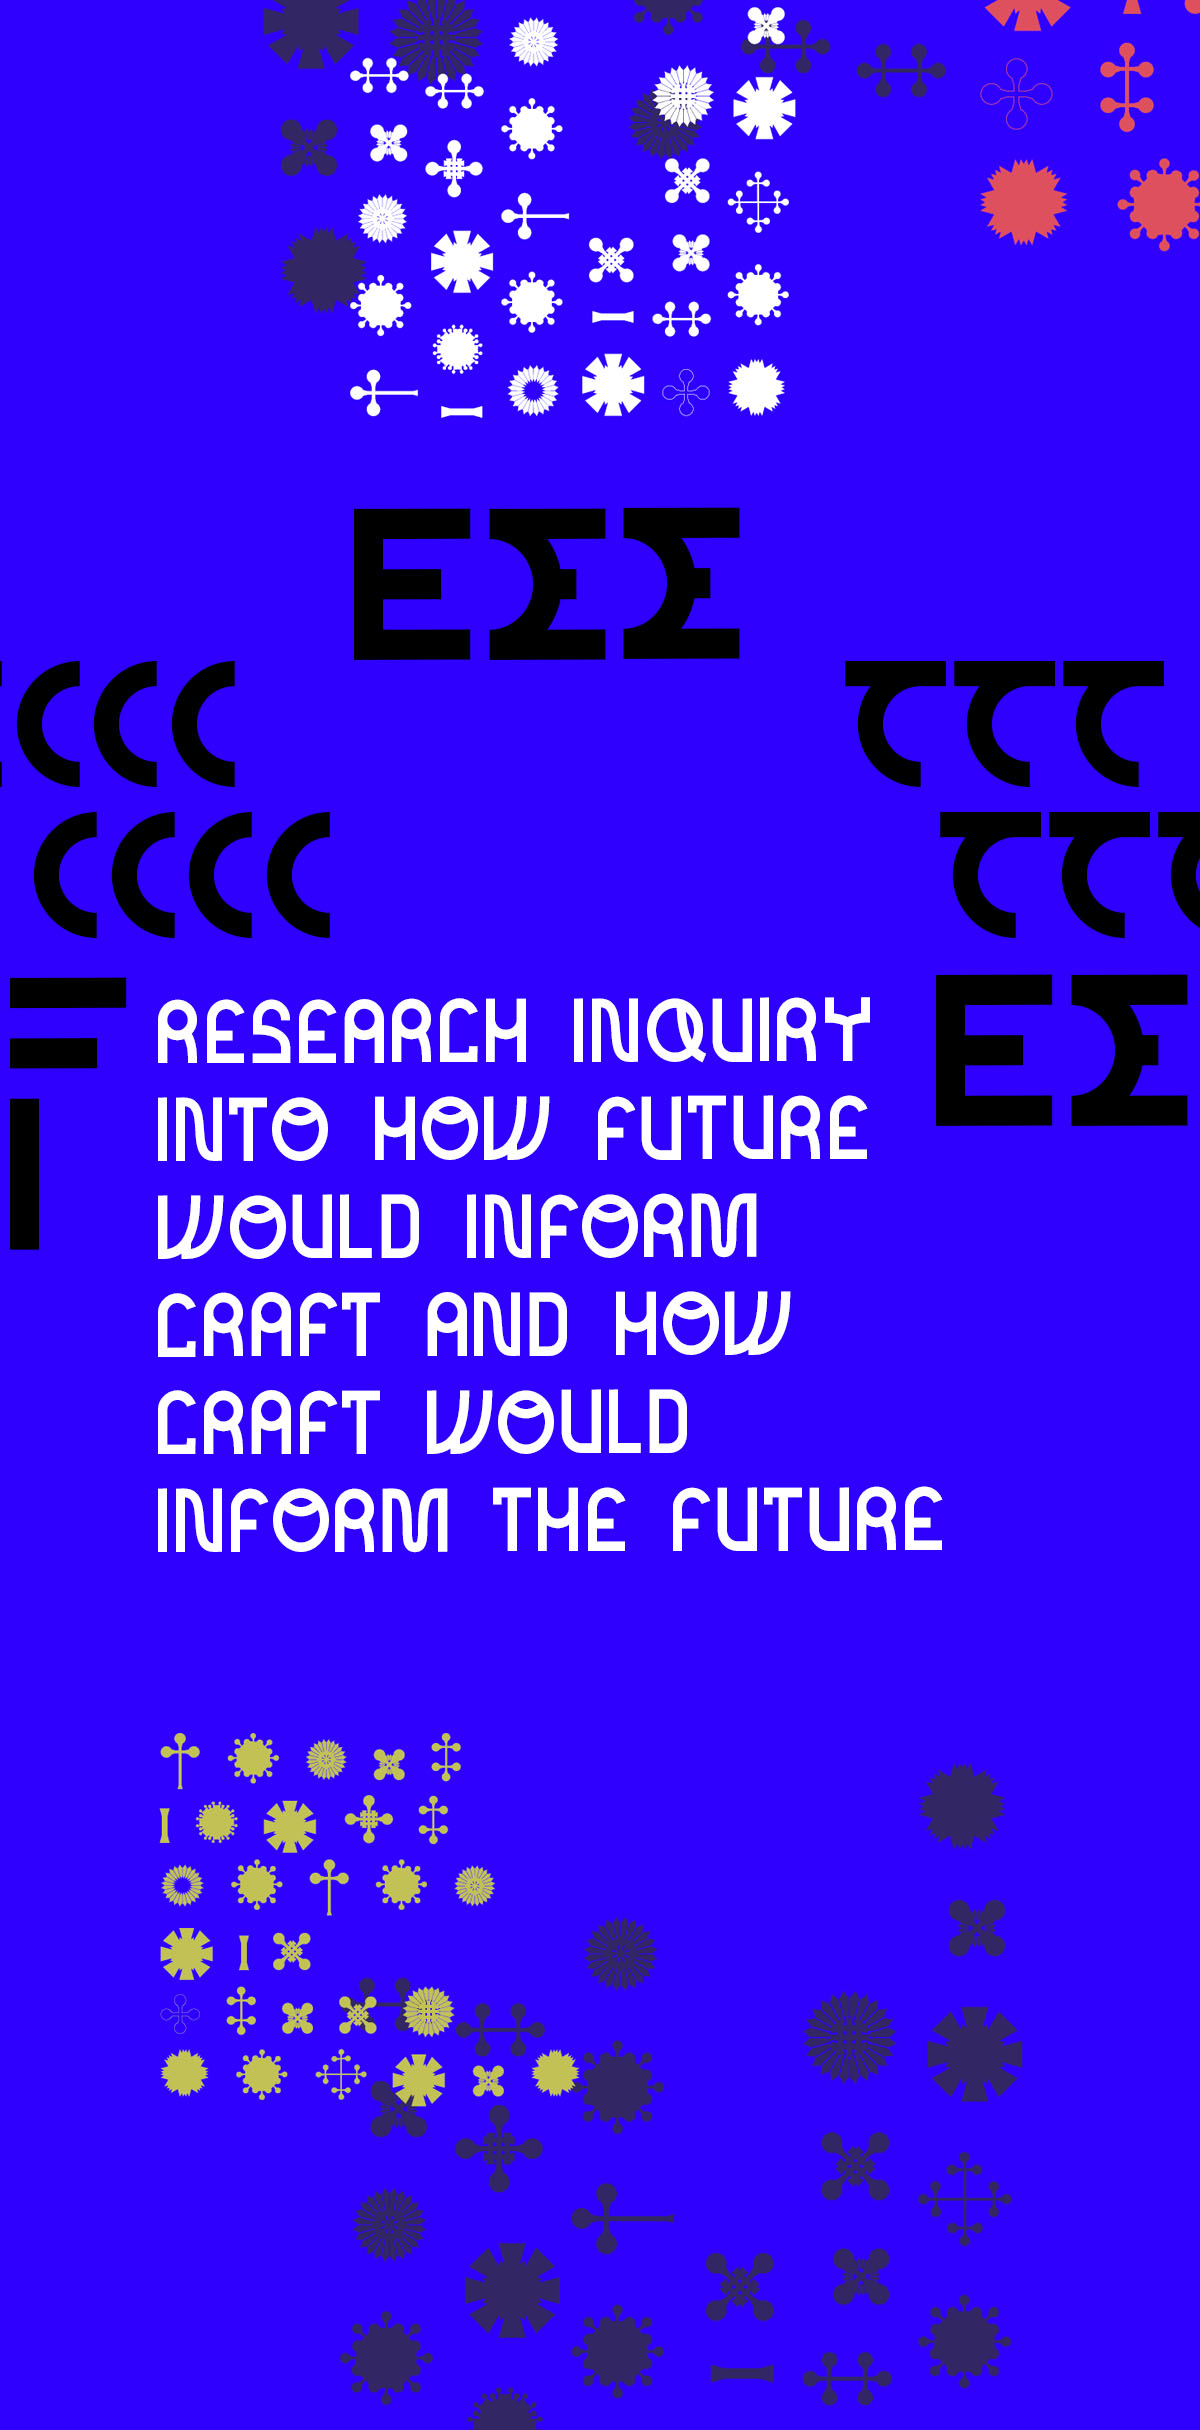 RESEARCH INQUIRY
INTO HOW FUTURE
WOULD INFORM
CRAFT AND HOW
CRAFT WOULD
INFORM THE FUTURE